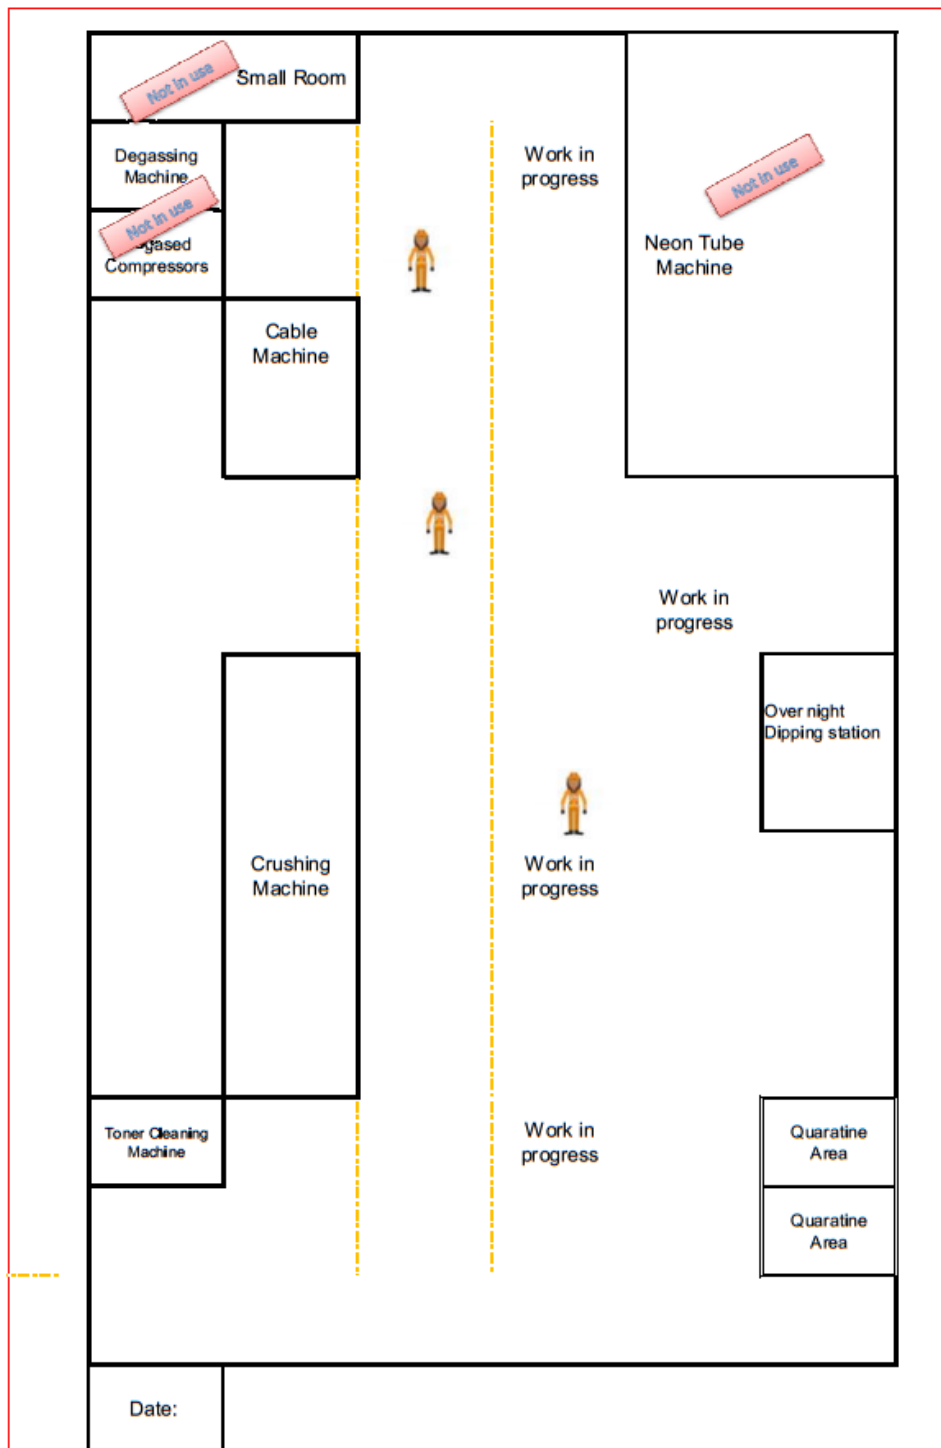 Not in use
Small Room
Degassing
Machine
Not in use
Compressors
Work in
progress
Not in use
Neon Tube
Machine
Cable
Machine
Work in
progress
Over night
Dipping station
Crushing
Machine
Work in
progress
Toner Cleaning
Machine
Work in
progress
Quaratine
Area
Quaratine
Area
Date: